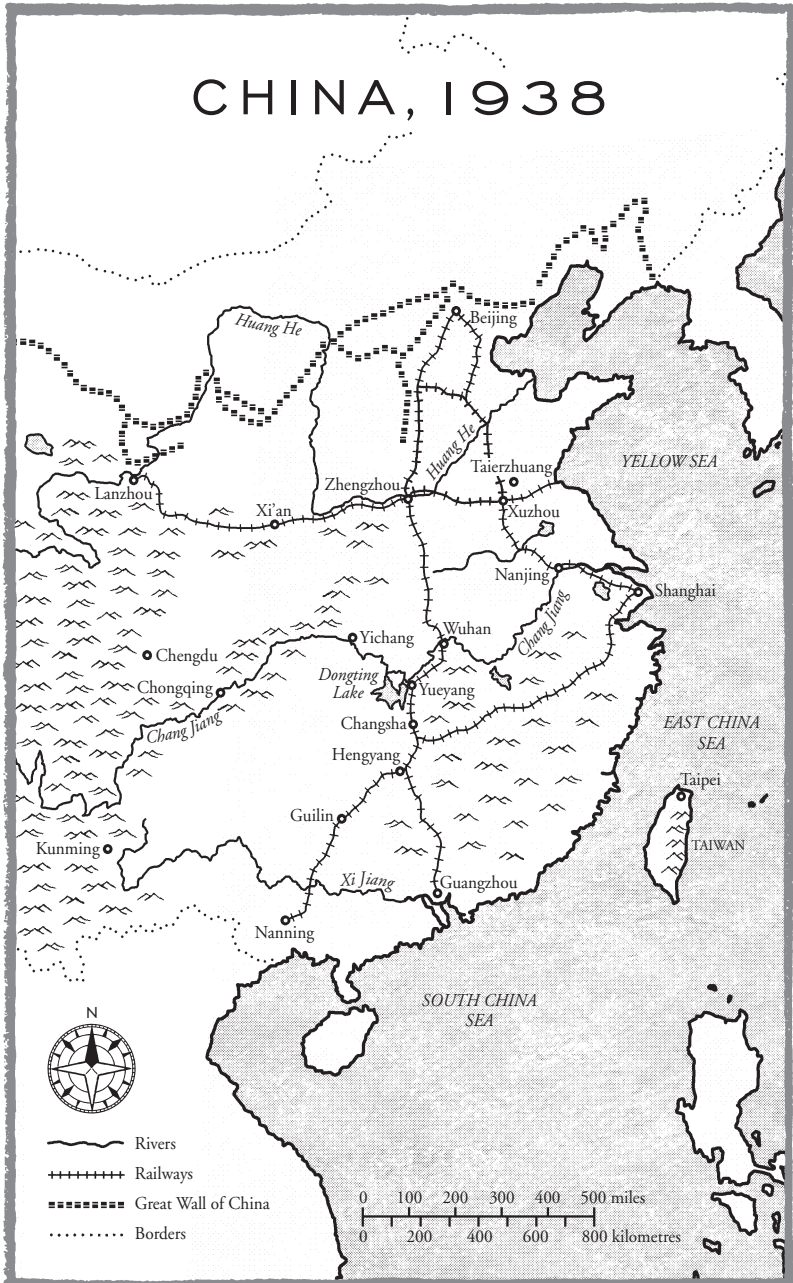 CHINA, 1938
Huang He
Beijing
Huang He
YELLOW SEA
Lanzhou
Zhengzhou
Taierzhuang
Xi'an
Xuzhou
Nanjing
Shanghai
Chang Jiang
Yichang
Wuhan
Chengdu
Chongqing
Dongting
Lake
Yueyang
Chang Jiang
Changsha
EAST CHINA
SEA
Hengyang
Taipei
Guilin
Kunming
TAIWAN
Xi Jiang
Guangzhou
Nanning
SOUTH CHINA
SEA
N
Rivers
Railways
Great Wall of China
Borders
0 100 200 300 400 500 miles
0 200 400 600 800 kilometres